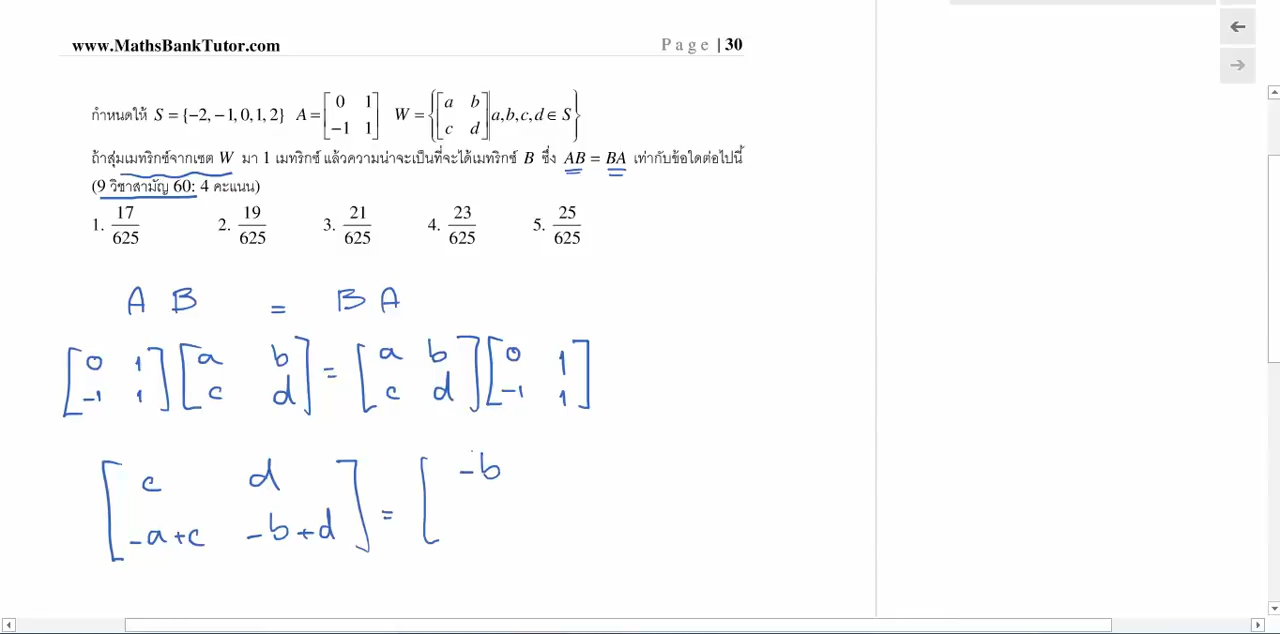 www.MathsBankTutor.com Page | 30
กำหนดให้ S = {−2, −1, 0, 1, 2} A = [0 1; −1 1] W = {[a b; c d] | a, b, c, d ∈ S}
ถ้าสุ่มเมทริกซ์จากเซต W มา 1 เมทริกซ์ แล้วความน่าจะเป็นที่จะได้เมทริกซ์ B ซึ่ง AB = BA เท่ากับข้อใดต่อไปนี้
(9 วิชาสามัญ 60: 4 คะแนน)
1. 17/625 2. 19/625 3. 21/625 4. 23/625 5. 25/625
A B = B A
[0 1; -1 1] [a b; c d] = [a b; c d] [0 1; -1 1]
[c d; -a+c -b+d] = [ -b